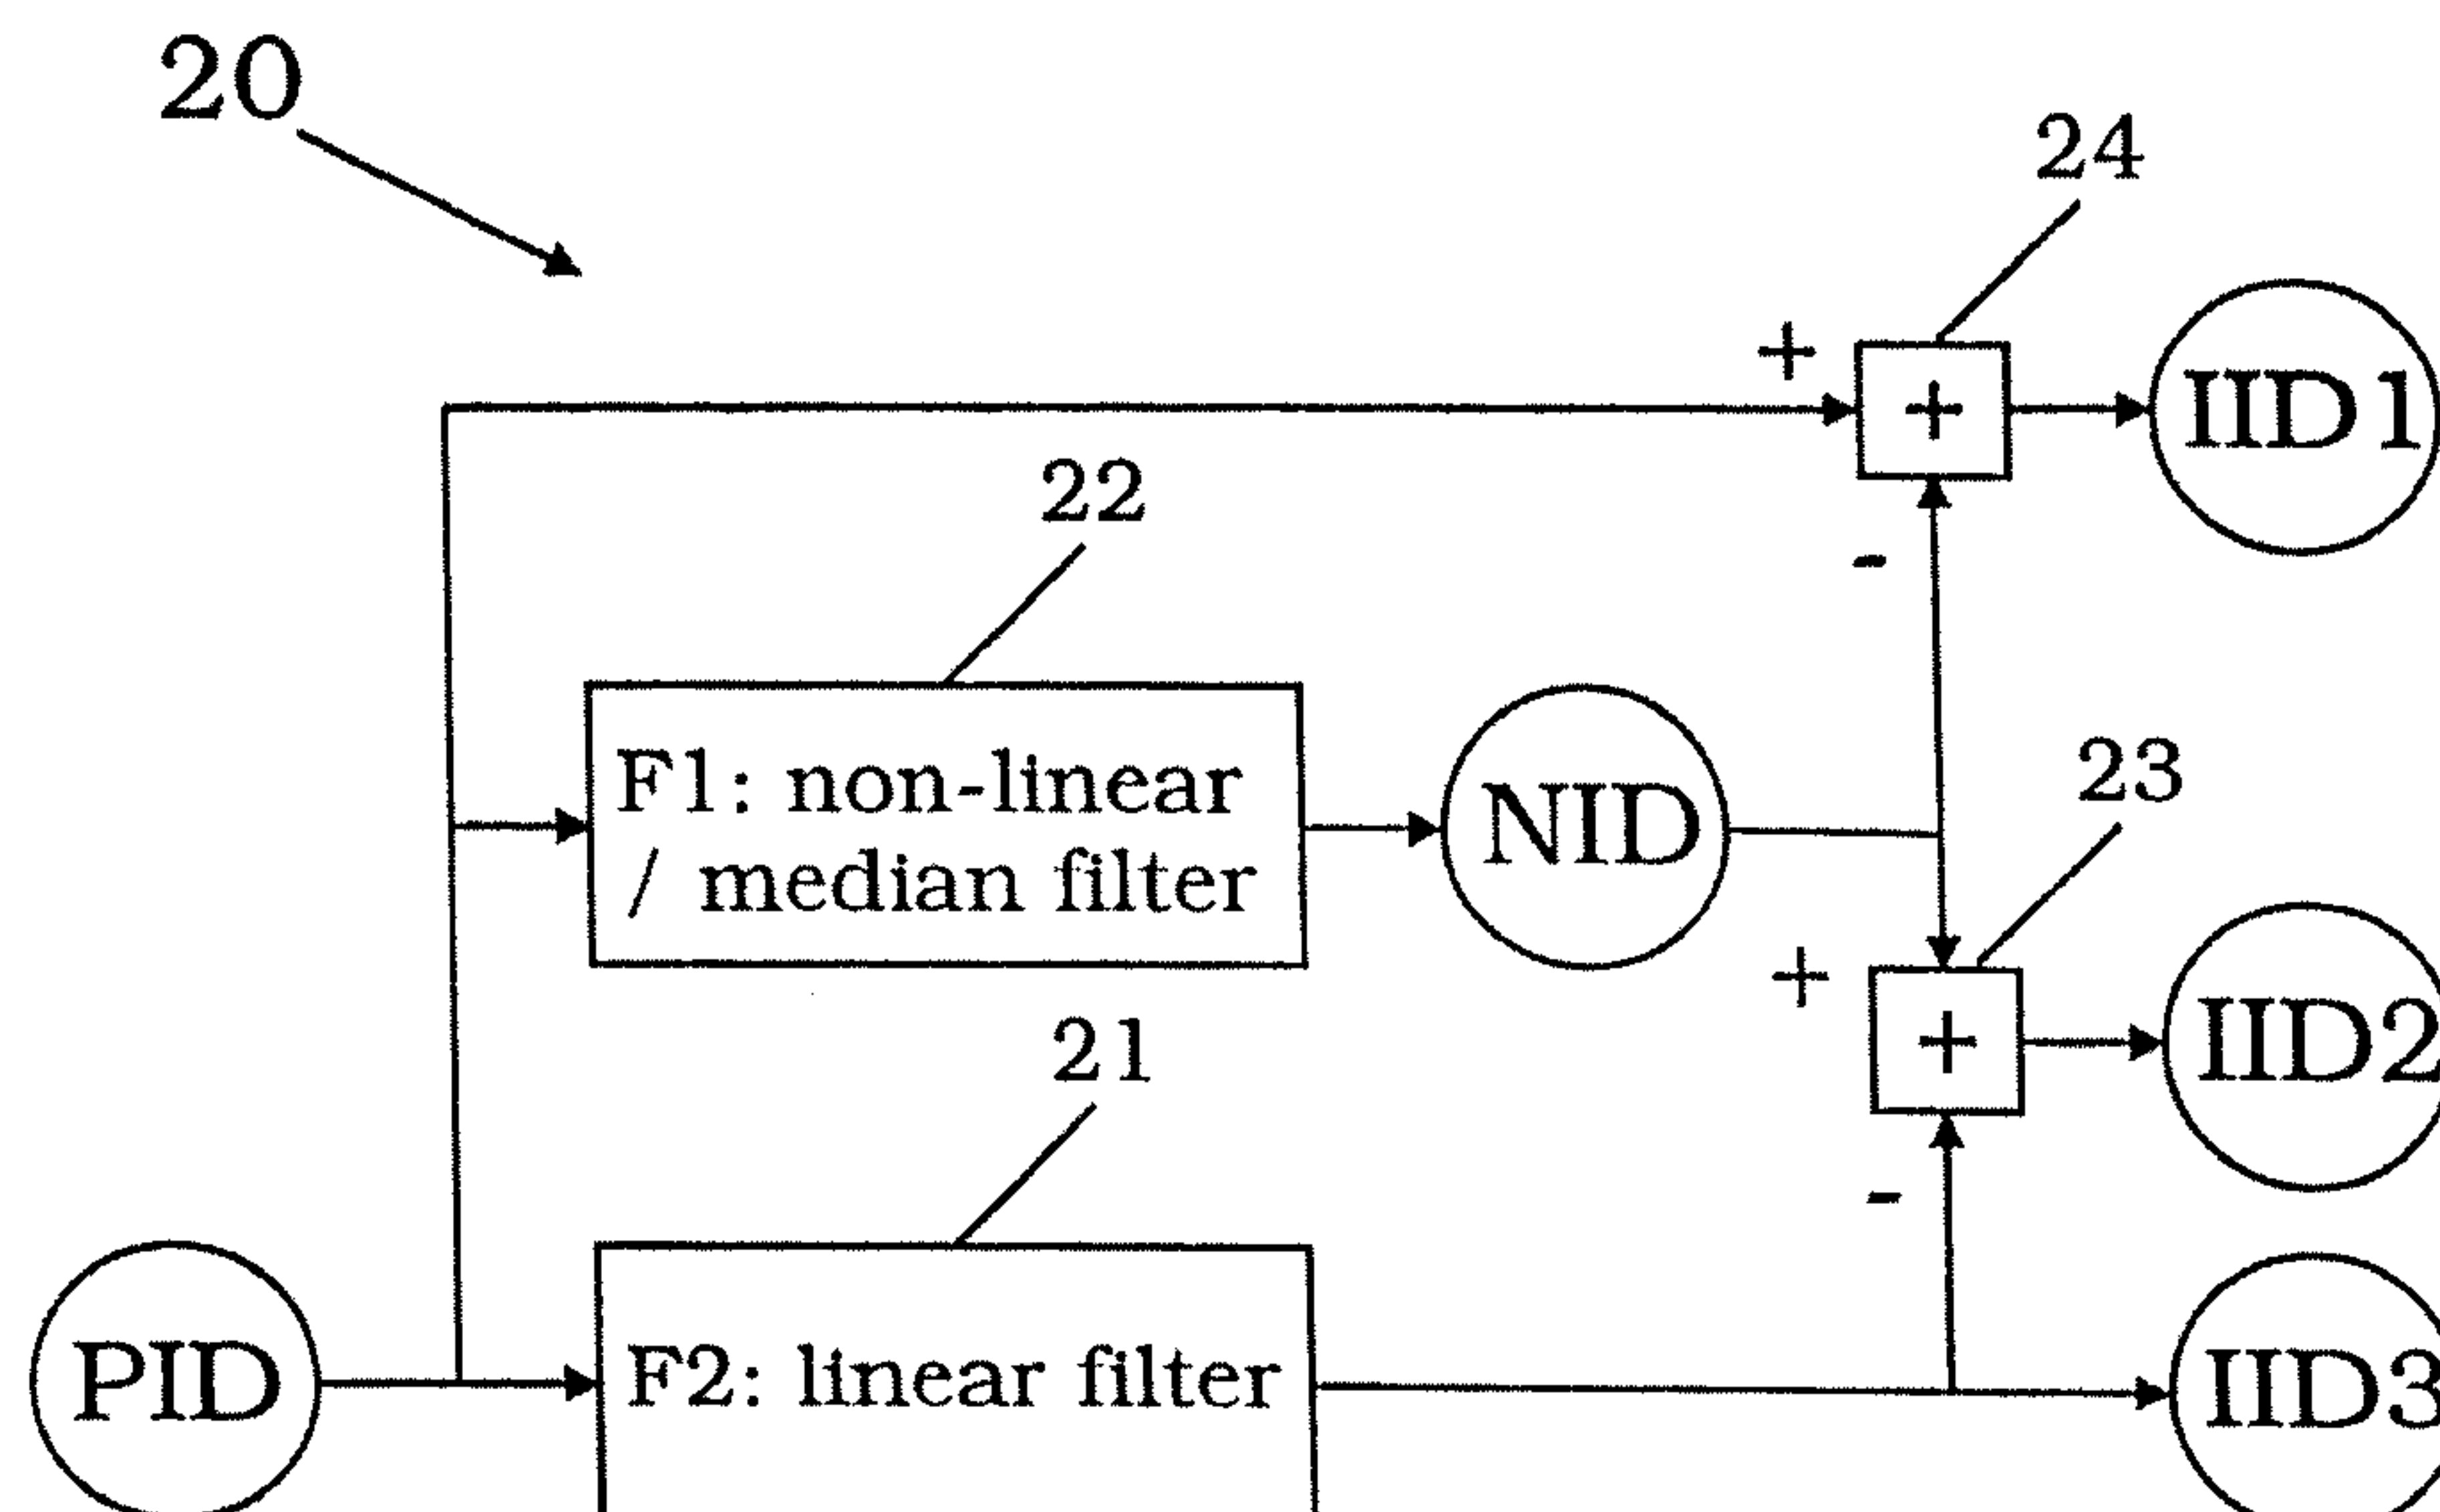 20
24
+
+
IID1
22
-
F1: non-linear
/ median filter
NID
23
+
+
IID2
21
-
PID
F2: linear filter
IID3